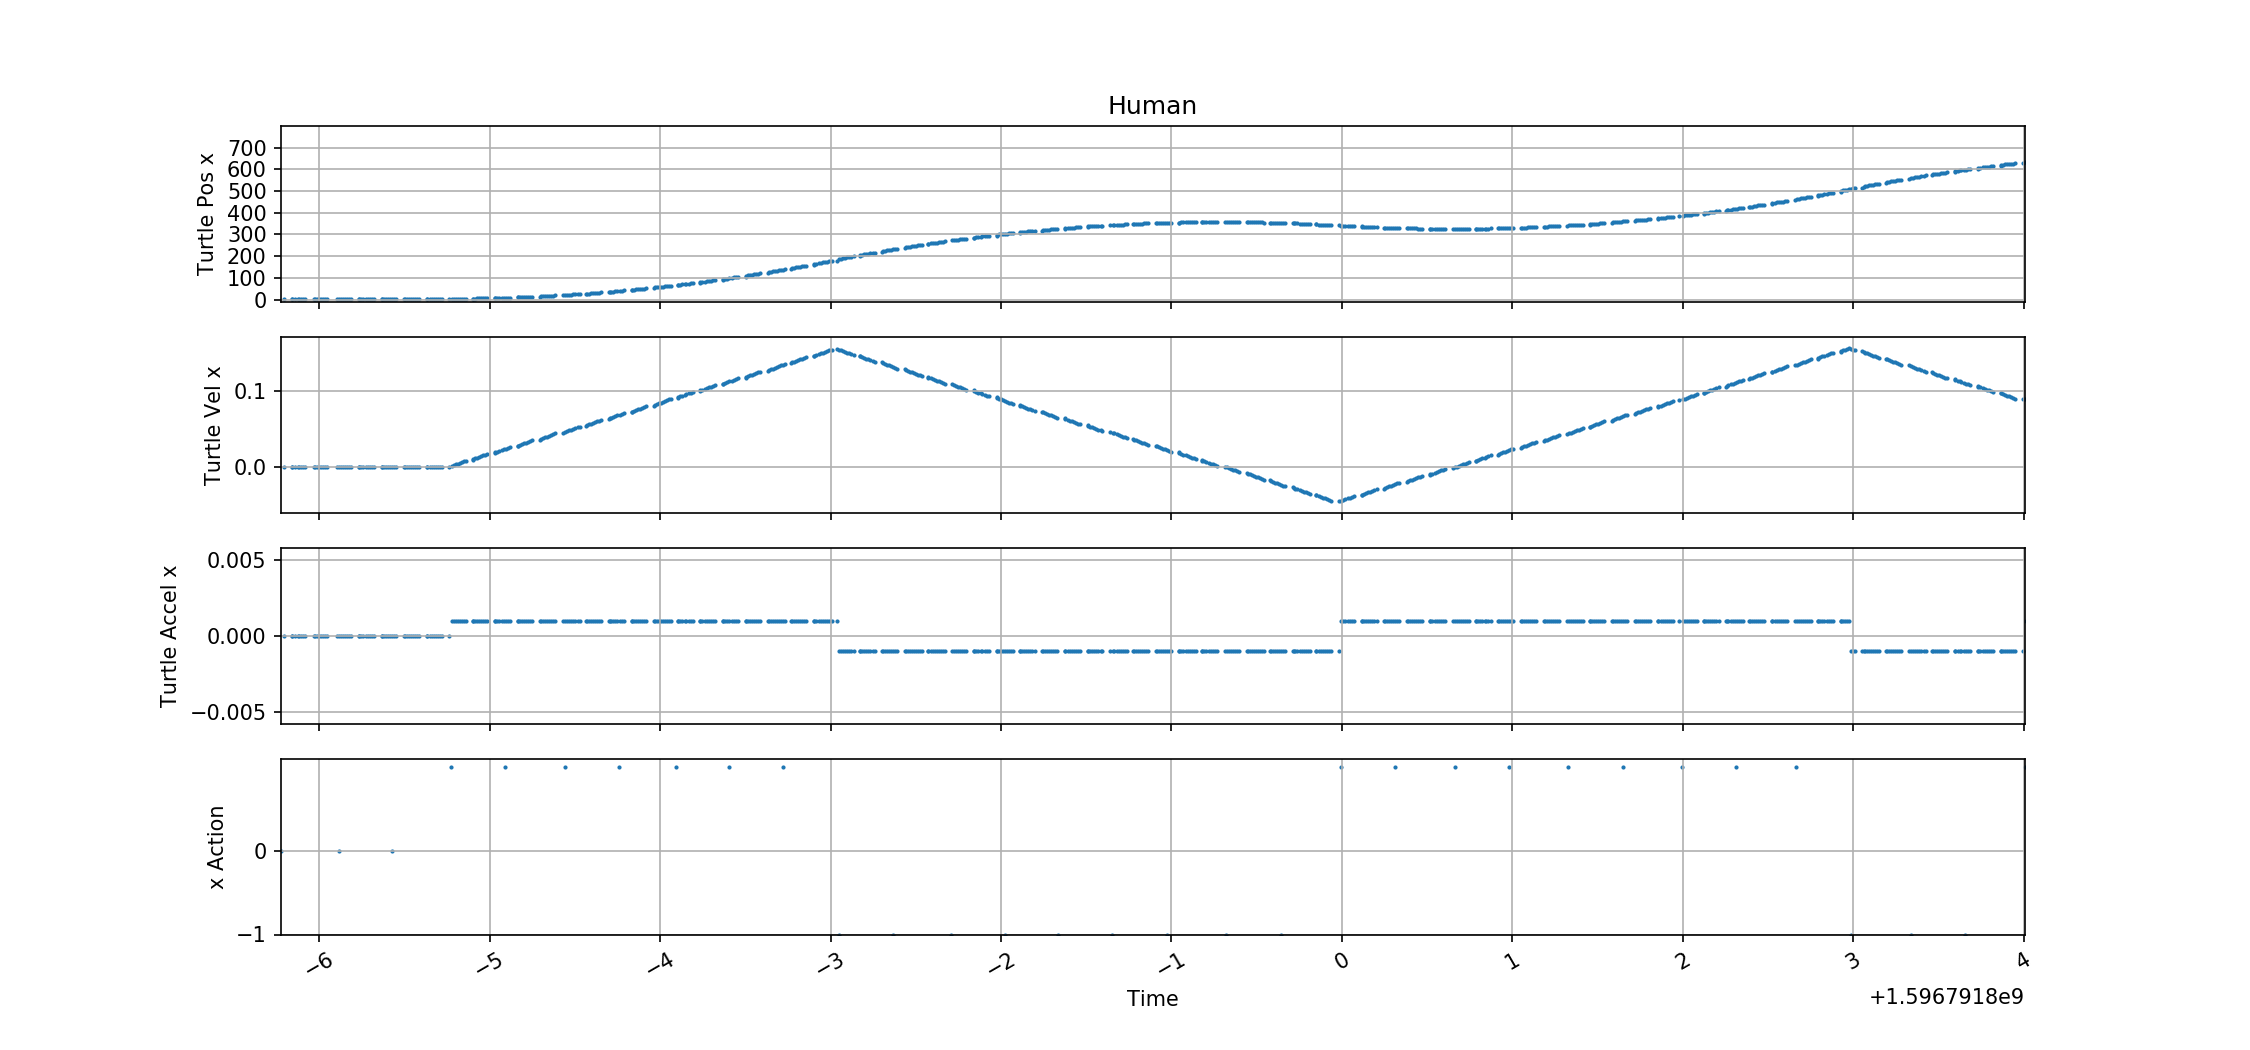 Human
Turtle Pos x
700
600
500
400
300
200
100
0
Turtle Vel x
0.1
0.0
Turtle Accel x
0.005
0.000
−0.005
x Action
0
−1
−6 −5 −4 −3 −2 −1 0 1 2 3 4
Time
+1.5967918e9